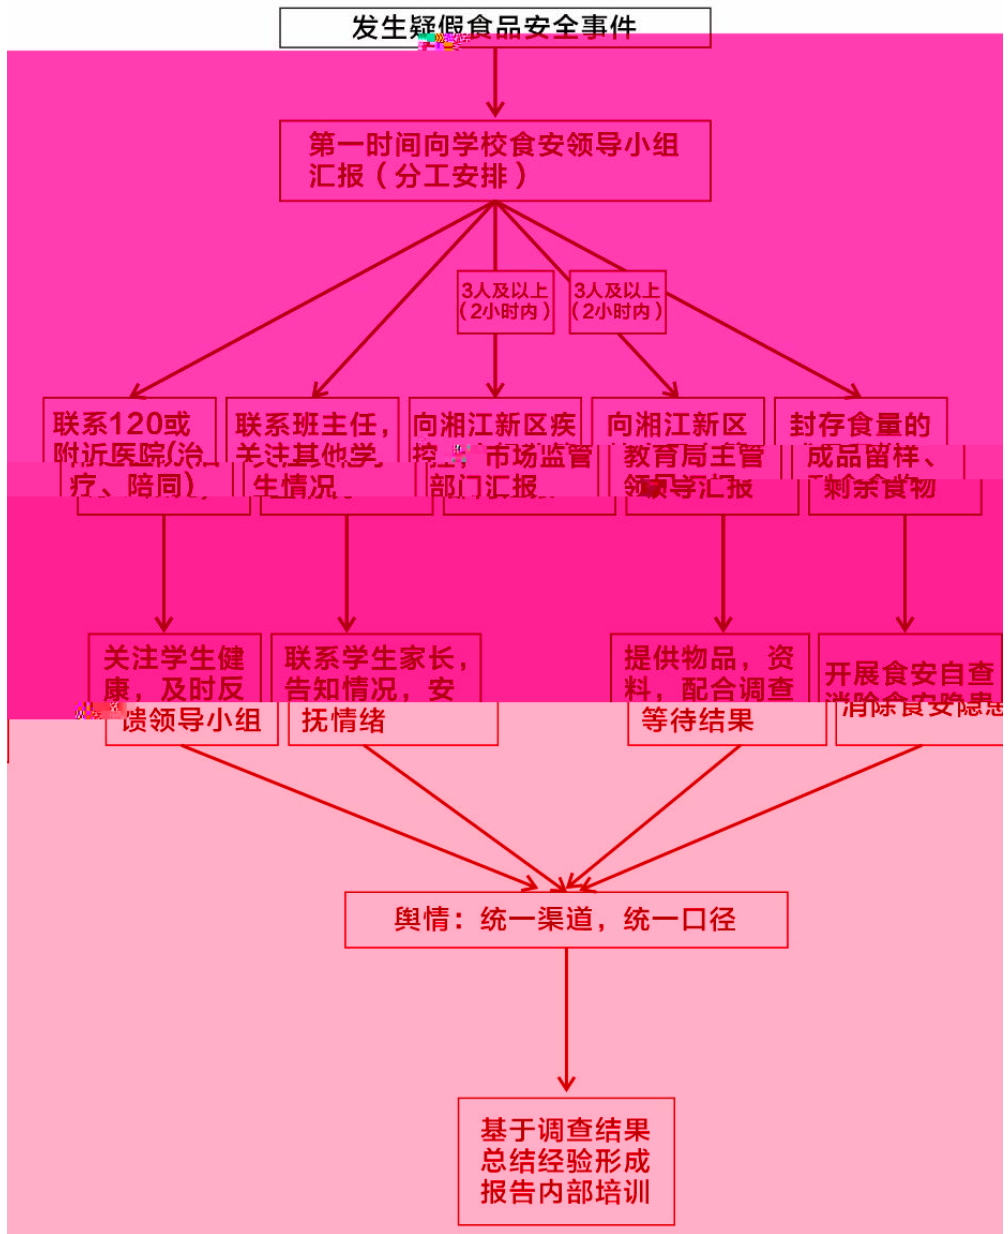 发生疑假食品安全事件
第一时间向学校食安领导小组
汇报（分工安排）
3人及以上
（2小时内）
3人及以上
（2小时内）
联系120或
附近医院(治
疗、陪同)
联系班主任，
关注其他学
生情况
向湘江新区疾
控，市场监管
部门汇报
向湘江新区
教育局主管
领导汇报
封存食量的
成品留样、
剩余食物
关注学生健
康，及时反
馈领导小组
联系学生家长，
告知情况，安
抚情绪
提供物品，资
料，配合调查
等待结果
开展食安自查
消除食安隐患
舆情：统一渠道，统一口径
基于调查结果
总结经验形成
报告内部培训